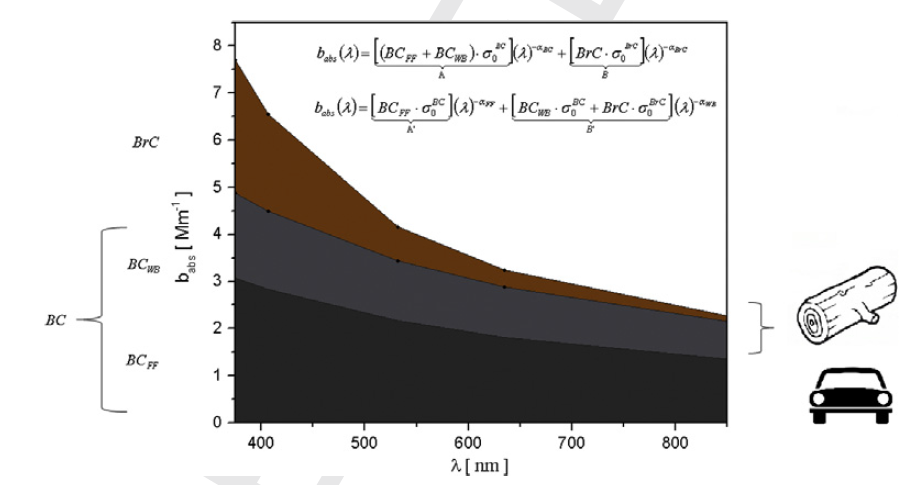 b_abs(λ) = [(BC_FF + BC_WB) · σ_0^BC](λ)^-α_BC + [BrC · σ_0^BrC](λ)^-α_BrC
A B
b_abs(λ) = [BC_FF · σ_0^BC](λ)^-α_FF + [BC_WB · σ_0^BC + BrC · σ_0^BrC](λ)^-α_WB
A' B'
8
7
6
5
4
3
2
1
0
b_abs [ Mm^-1 ]
BrC
BC_WB
BC
BC_FF
400 500 600 700 800
λ [ nm ]